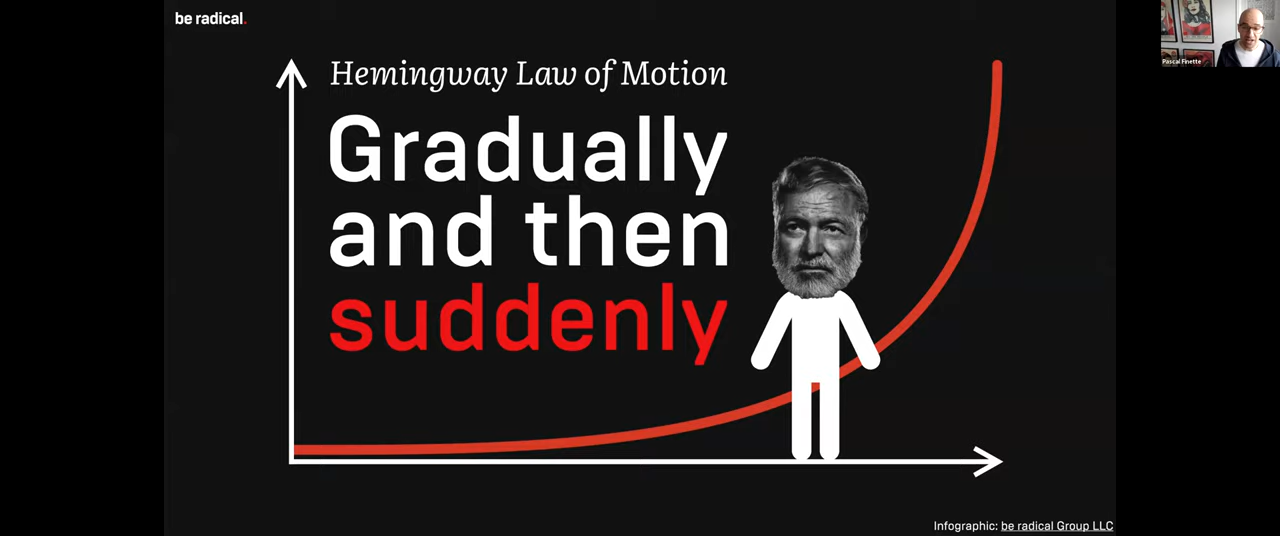 be radical.
Hemingway Law of Motion
Gradually
and then
suddenly
Pascal Finette
Infographic: be radical Group LLC